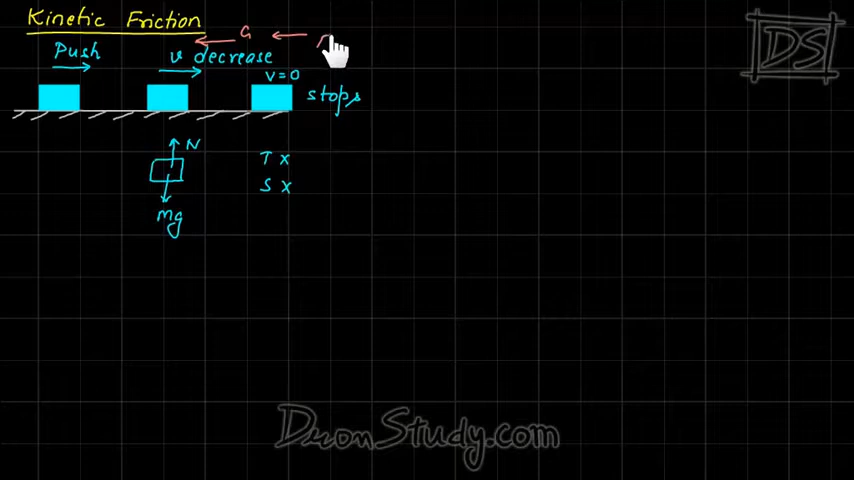 Kinetic Friction
a
Push
v decrease
v=0
stops
N
T x
S x
mg
DS
DronStudy.com